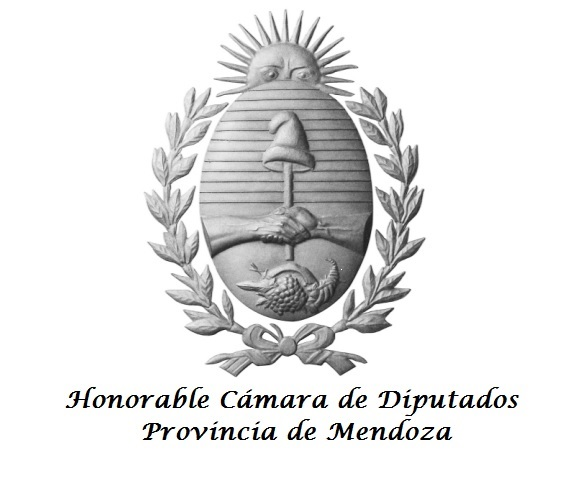 Honorable Cámara de Diputados
Provincia de Mendoza